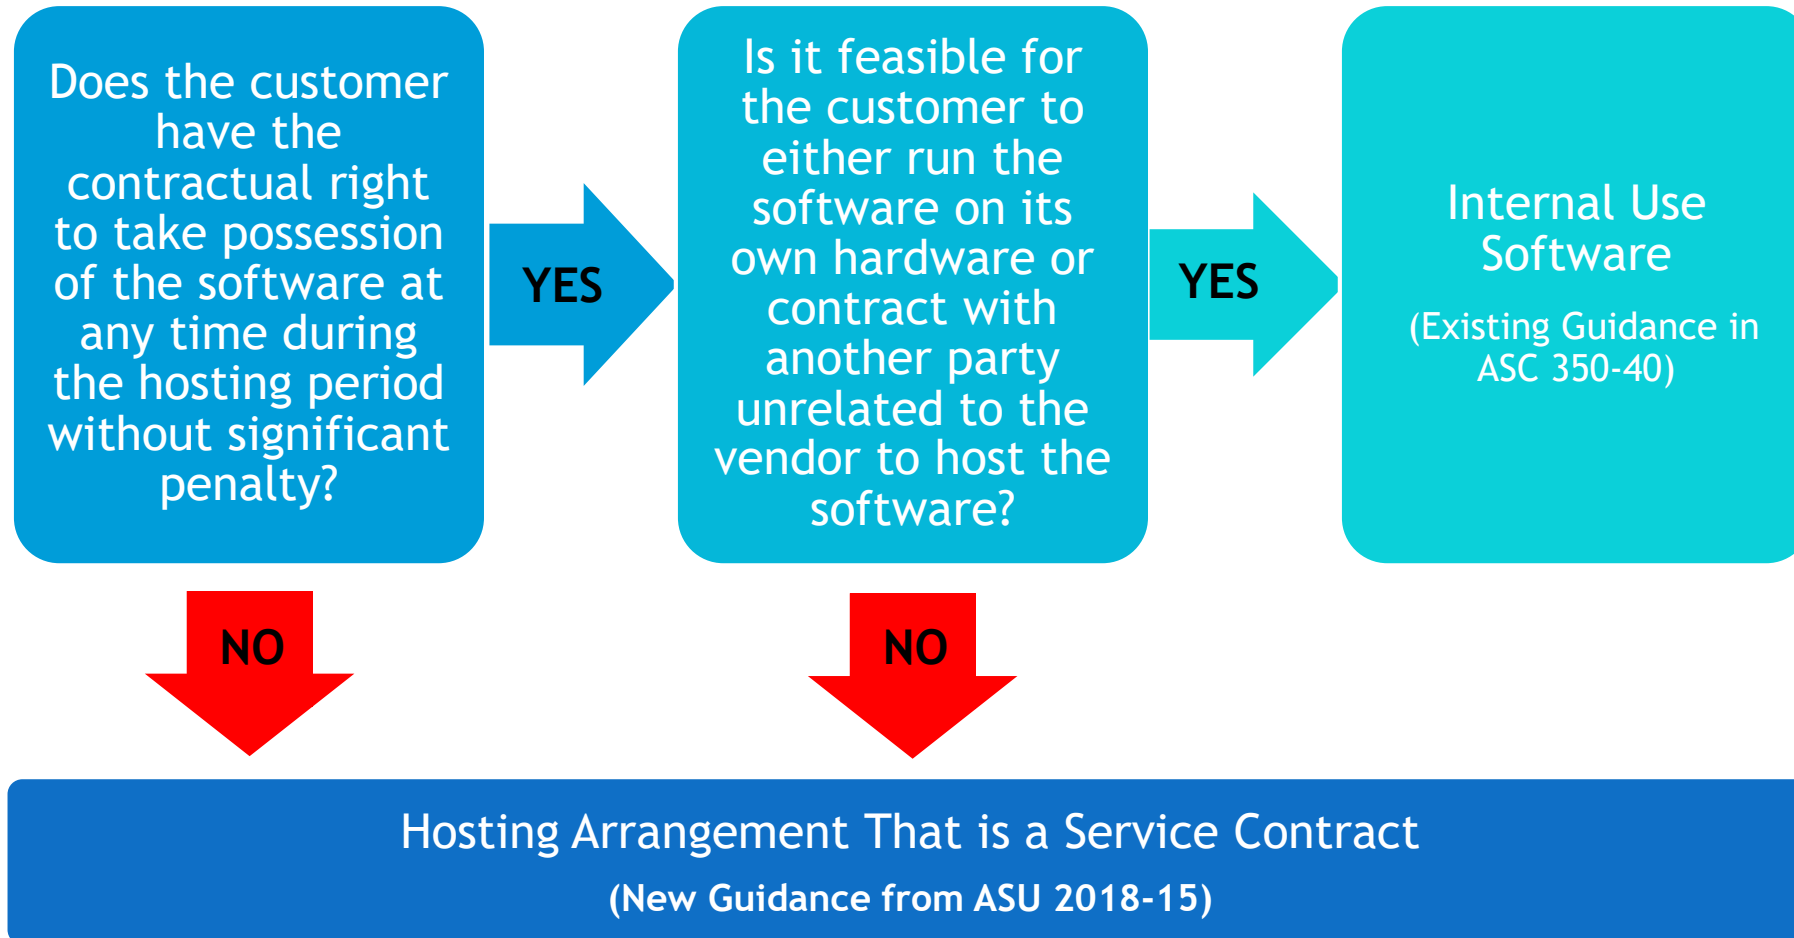 Does the customer
have the
contractual right
to take possession
of the software at
any time during
the hosting period
without significant
penalty?
YES
Is it feasible for
the customer to
either run the
software on its
own hardware or
contract with
another party
unrelated to the
vendor to host the
software?
YES
Internal Use
Software
(Existing Guidance in
ASC 350-40)
NO
NO
Hosting Arrangement That is a Service Contract
(New Guidance from ASU 2018-15)